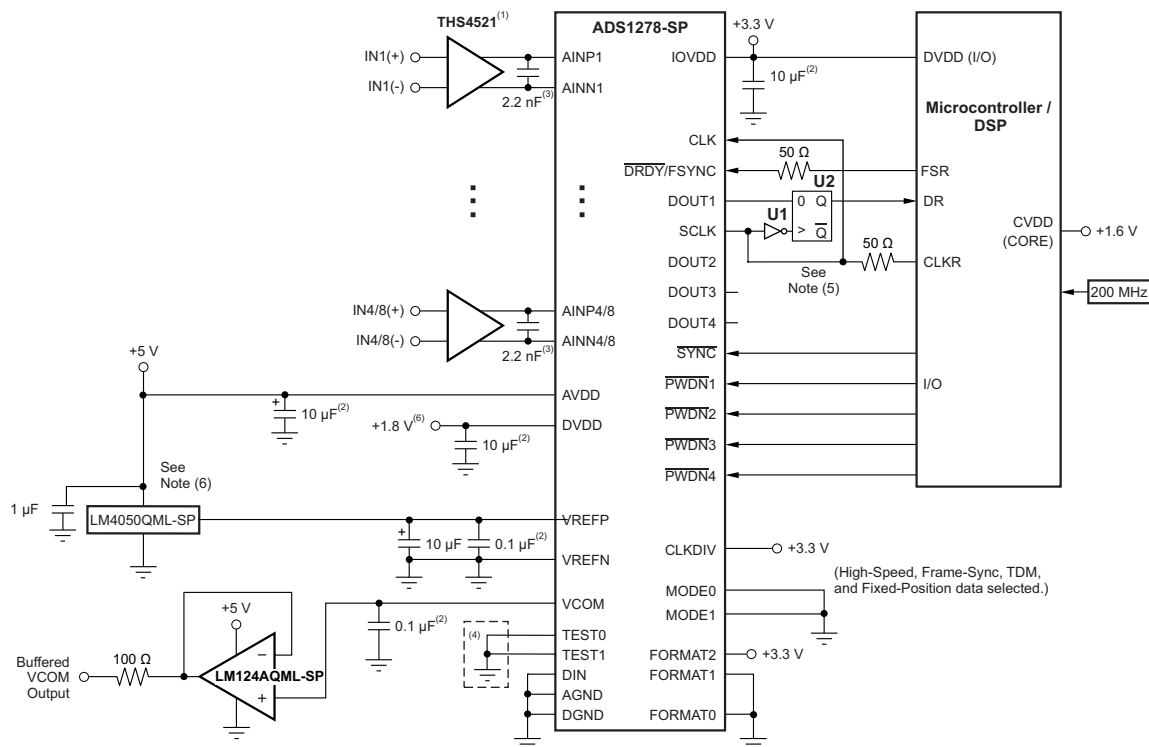 THS4521(1)
IN1(+)
IN1(-)
2.2 nF(3)
ADS1278-SP
AINP1
AINN1
IOVDD
+3.3 V
10 µF(2)
DVDD (I/O)
Microcontroller /
DSP
CLK
DRDY/FSYNC
50 Ω
FSR
DOUT1
U1
U2
0 Q
> Q
DR
SCLK
CVDD
(CORE)
+1.6 V
DOUT2
See
Note (5)
50 Ω
CLKR
DOUT3
200 MHz
DOUT4
IN4/8(+)
IN4/8(-)
2.2 nF(3)
AINP4/8
AINN4/8
SYNC
PWDN1
I/O
PWDN2
PWDN3
PWDN4
+5 V
10 µF(2)
AVDD
+1.8 V(6)
10 µF(2)
DVDD
See
Note (6)
1 µF
LM4050QML-SP
10 µF
0.1 µF(2)
VREFP
VREFN
CLKDIV
+3.3 V
(High-Speed, Frame-Sync, TDM,
and Fixed-Position data selected.)
MODE0
MODE1
VCOM
0.1 µF(2)
+5 V
Buffered
VCOM
Output
100 Ω
−
LM124AQML-SP
+
(4)
TEST0
TEST1
DIN
AGND
DGND
FORMAT2
+3.3 V
FORMAT1
FORMAT0